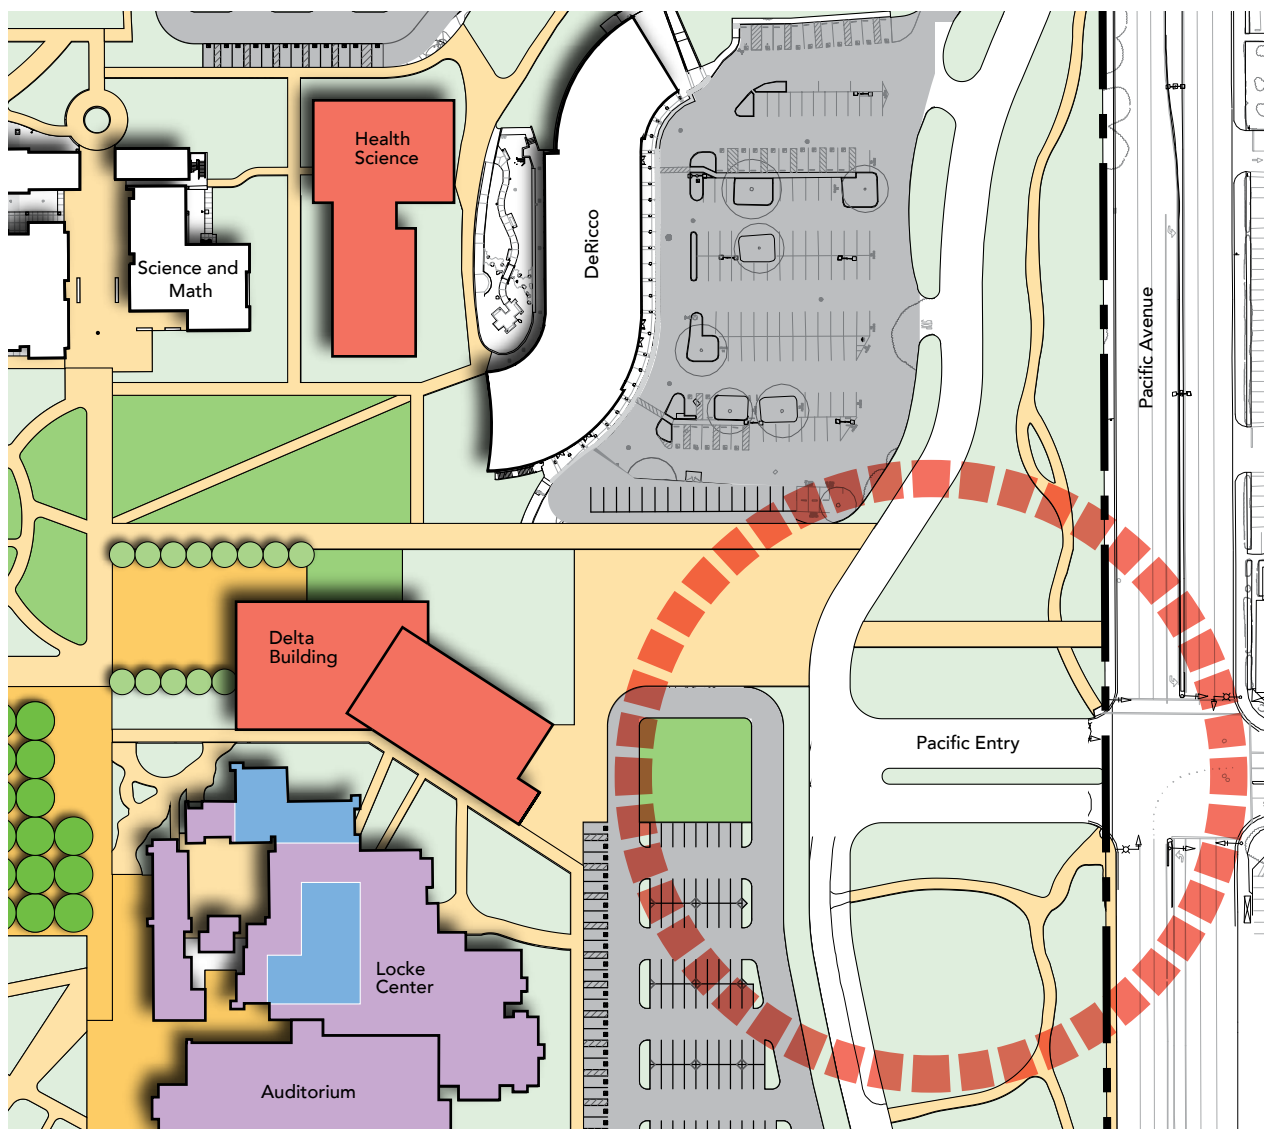 Health
Science
DeRicco
Science and
Math
Pacific Avenue
Delta
Building
Pacific Entry
Locke
Center
Auditorium